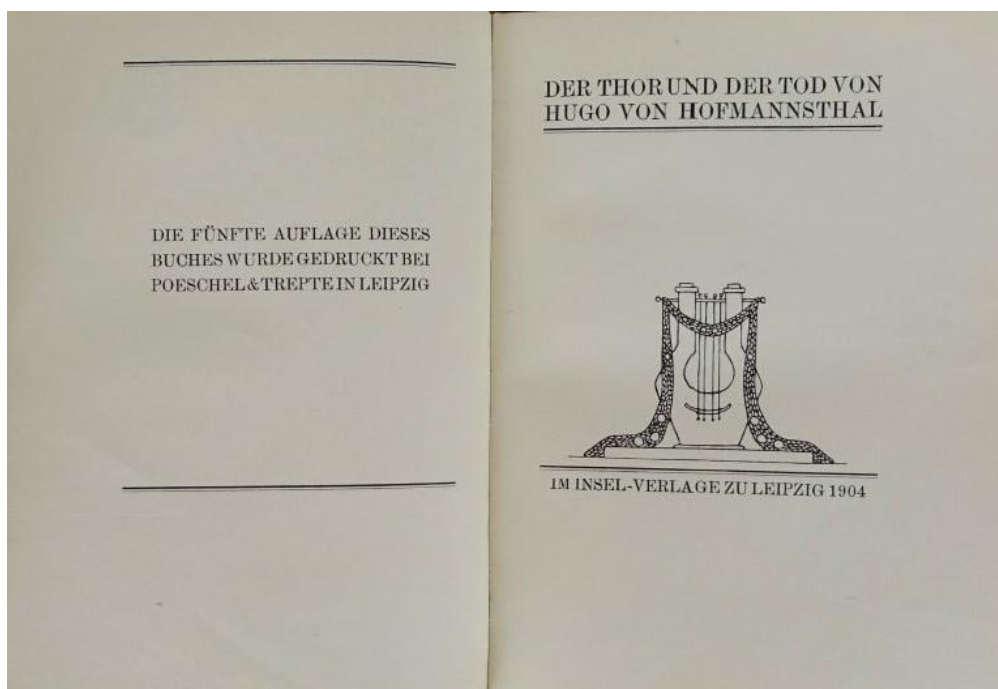 DIE FÜNFTE AUFLAGE DIESES
BUCHES WURDE GEDRUCKT BEI
POESCHEL & TREPTE IN LEIPZIG
DER THOR UND DER TOD VON
HUGO VON HOFMANNSTHAL
IM INSEL-VERLAGE ZU LEIPZIG 1904